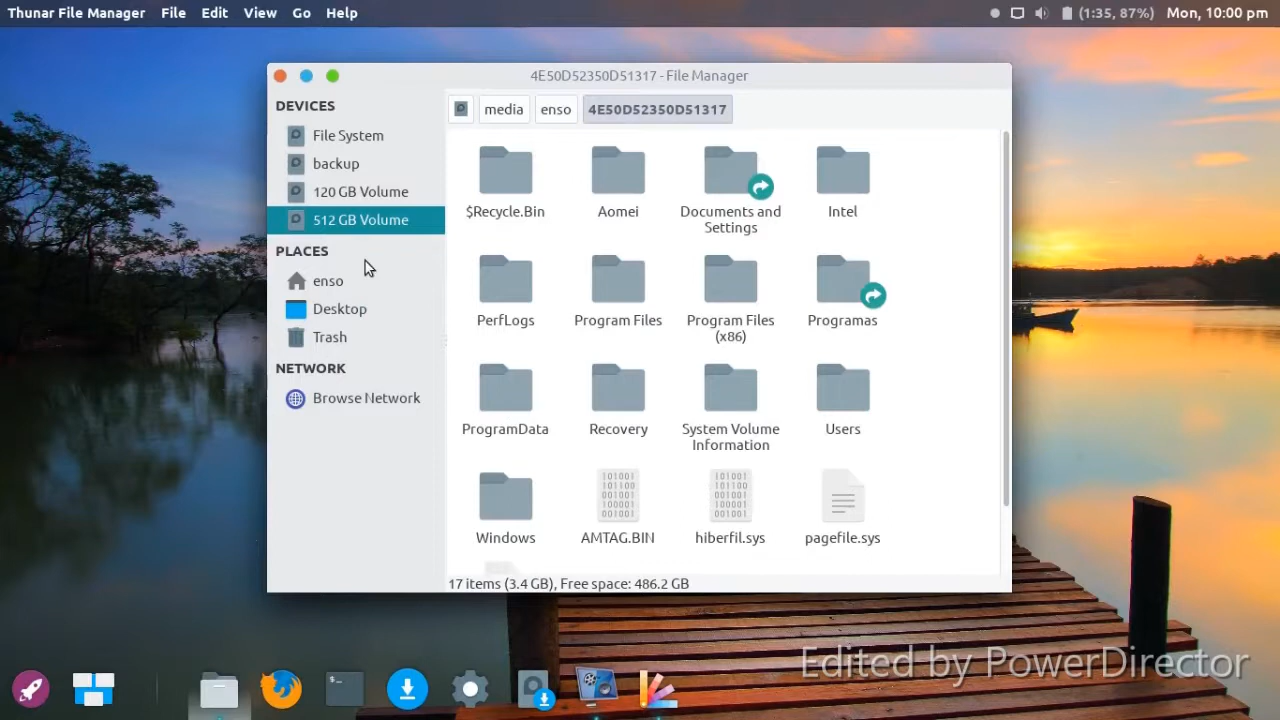 Thunar File Manager File Edit View Go Help (1:35, 87%) Mon, 10:00 pm
4E50D52350D51317 - File Manager
DEVICES
File System
backup
120 GB Volume
512 GB Volume
PLACES
enso
Desktop
Trash
NETWORK
Browse Network
media enso 4E50D52350D51317
$Recycle.Bin Aomei Documents and Settings Intel
PerfLogs Program Files Program Files (x86) Programas
ProgramData Recovery System Volume Information Users
Windows AMTAG.BIN hiberfil.sys pagefile.sys
17 items (3.4 GB), Free space: 486.2 GB
Edited by PowerDirector